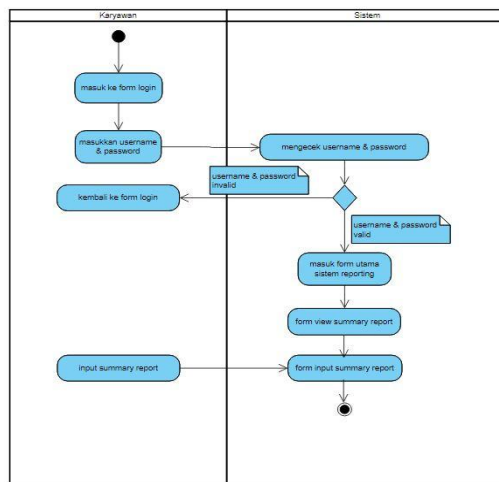 Karyawan
Sistem
masuk ke form login
masukkan username
& password
mengecek username & password
username & password
invalid
kembali ke form login
username & password
valid
masuk form utama
sistem reporting
form view summary report
input summary report
form input summary report